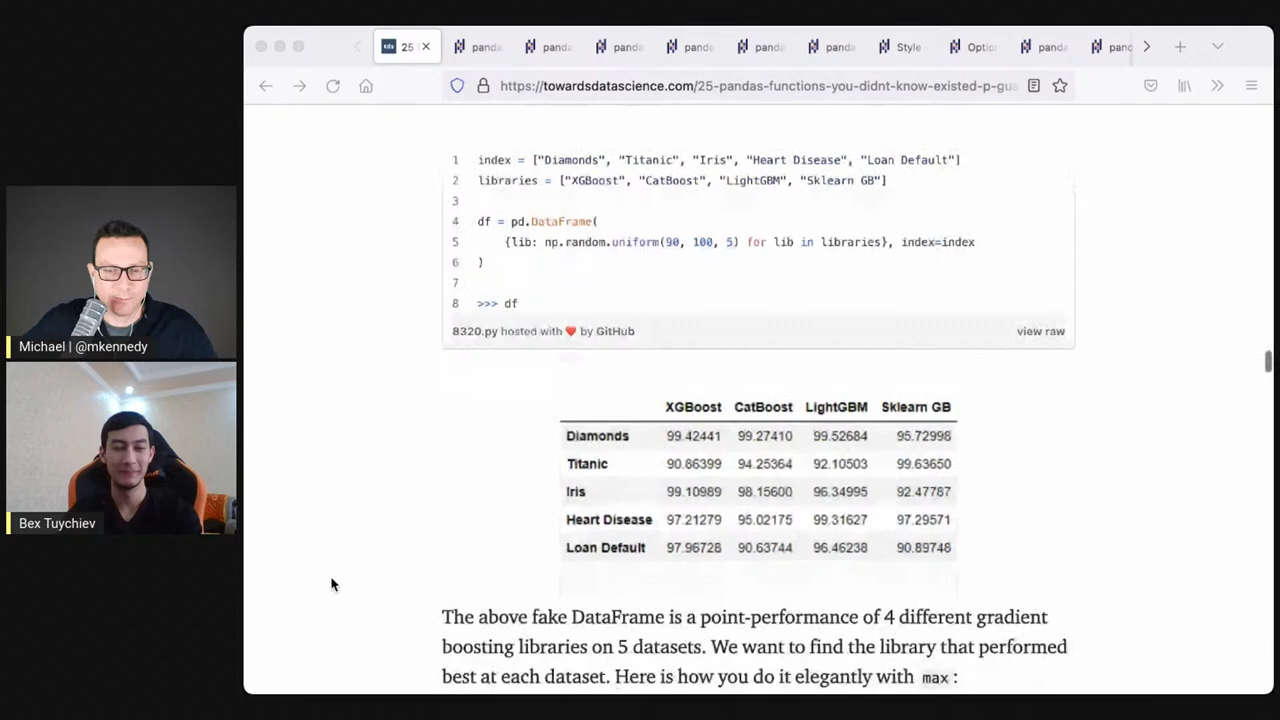 25
panda
panda
panda
panda
panda
panda
Style
Optio
panda
pand
https://towardsdatascience.com/25-pandas-functions-you-didnt-know-existed-p-gua
1 index = ["Diamonds", "Titanic", "Iris", "Heart Disease", "Loan Default"]
2 libraries = ["XGBoost", "CatBoost", "LightGBM", "Sklearn GB"]
3
4 df = pd.DataFrame(
5 {lib: np.random.uniform(90, 100, 5) for lib in libraries}, index=index
6 )
7
8 >>> df
8320.py hosted with ❤ by GitHub view raw
XGBoost CatBoost LightGBM Sklearn GB
Diamonds 99.42441 99.27410 99.52684 95.72998
Titanic 90.86399 94.25364 92.10503 99.63650
Iris 99.10989 98.15600 96.34995 92.47787
Heart Disease 97.21279 95.02175 99.31627 97.29571
Loan Default 97.96728 90.63744 96.46238 90.89748
The above fake DataFrame is a point-performance of 4 different gradient
boosting libraries on 5 datasets. We want to find the library that performed
best at each dataset. Here is how you do it elegantly with max:
Michael | @mkennedy
Bex Tuychiev